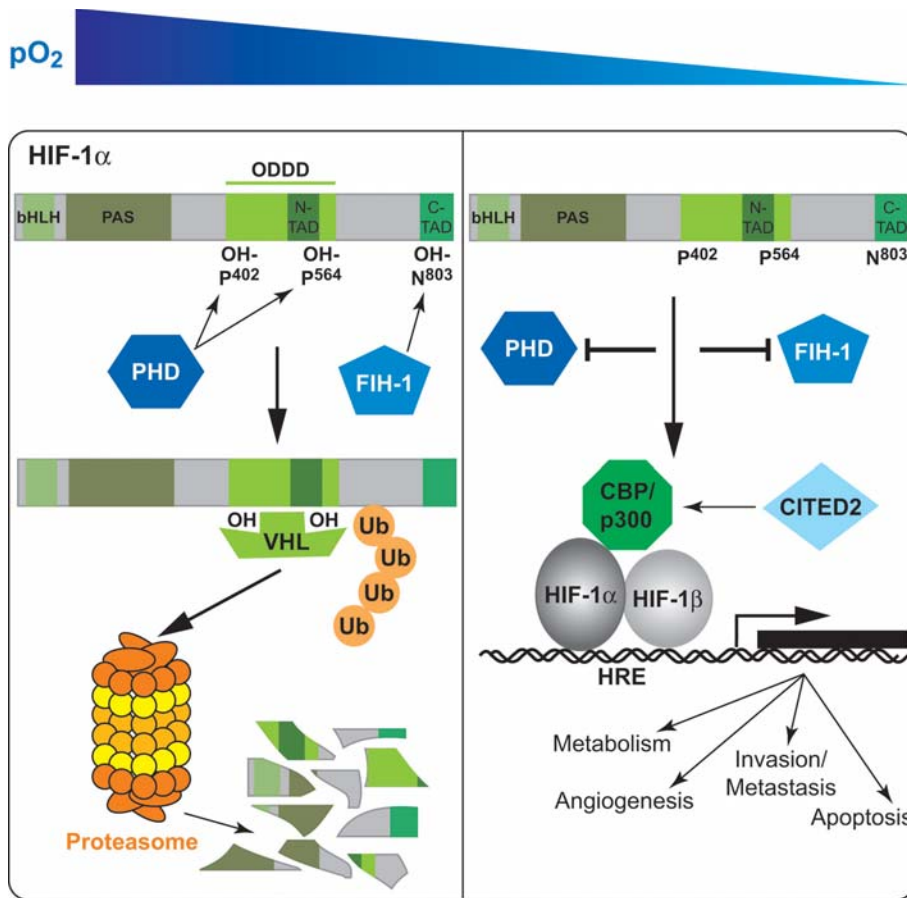 pO2
HIF-1α
ODDD
bHLH PAS N-TAD C-TAD
OH-P402 OH-P564 OH-N803
PHD FIH-1
OH OH
VHL
Ub
Ub
Ub
Ub
Proteasome
bHLH PAS N-TAD C-TAD
P402 P564 N803
PHD FIH-1
CBP/
p300
CITED2
HIF-1α HIF-1β
HRE
Metabolism
Invasion/
Metastasis
Angiogenesis
Apoptosis